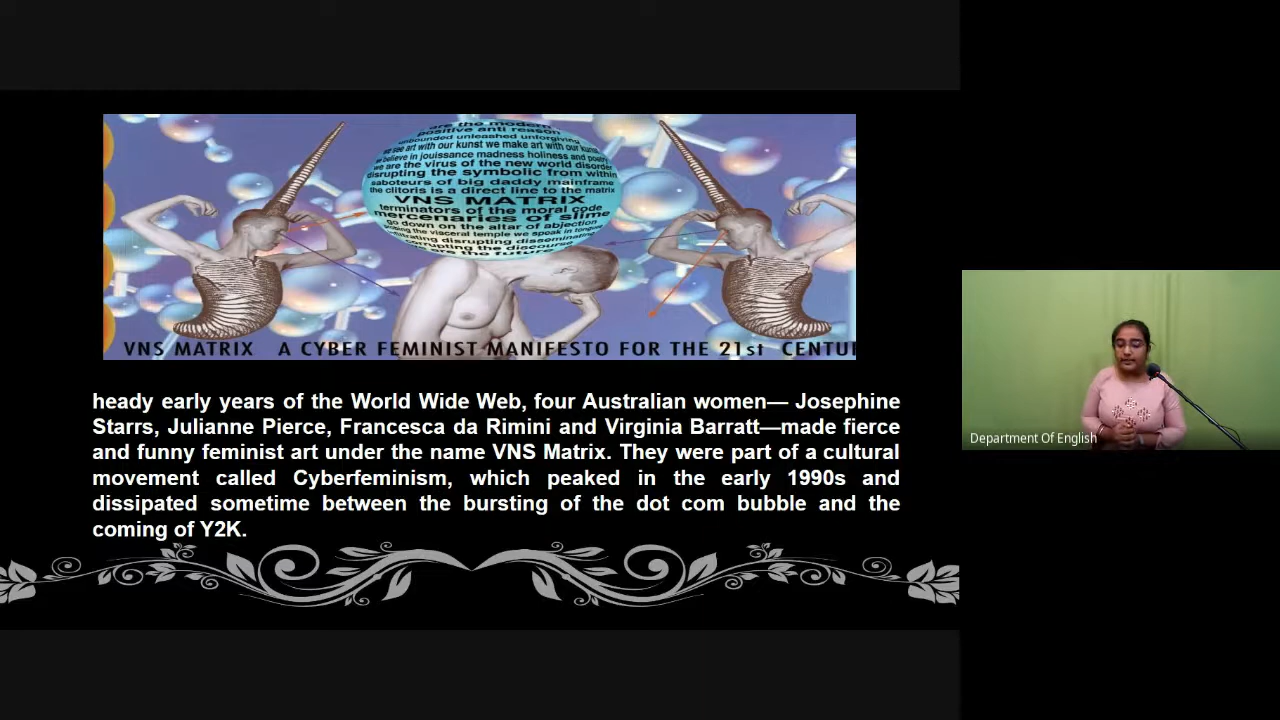 are the modern
positive anti reason
unbounded unleashed unforgiving
we see art with our kunst we make art with our kunst
we believe in jouissance madness holiness and poetry
we are the virus of the new world disorder
disrupting the symbolic from within
saboteurs of big daddy mainframe
the clitoris is a direct line to the matrix
VNS MATRIX
terminators of the moral code
mercenaries of slime
go down on the altar of abjection
the visceral temple we speak in tongues
disrupting disseminating
corrupting the discourse
are the future
VNS MATRIX A CYBER FEMINIST MANIFESTO FOR THE 21st CENTU
heady early years of the World Wide Web, four Australian women— Josephine
Starrs, Julianne Pierce, Francesca da Rimini and Virginia Barratt—made fierce
and funny feminist art under the name VNS Matrix. They were part of a cultural
movement called Cyberfeminism, which peaked in the early 1990s and
dissipated sometime between the bursting of the dot com bubble and the
coming of Y2K.
Department Of English